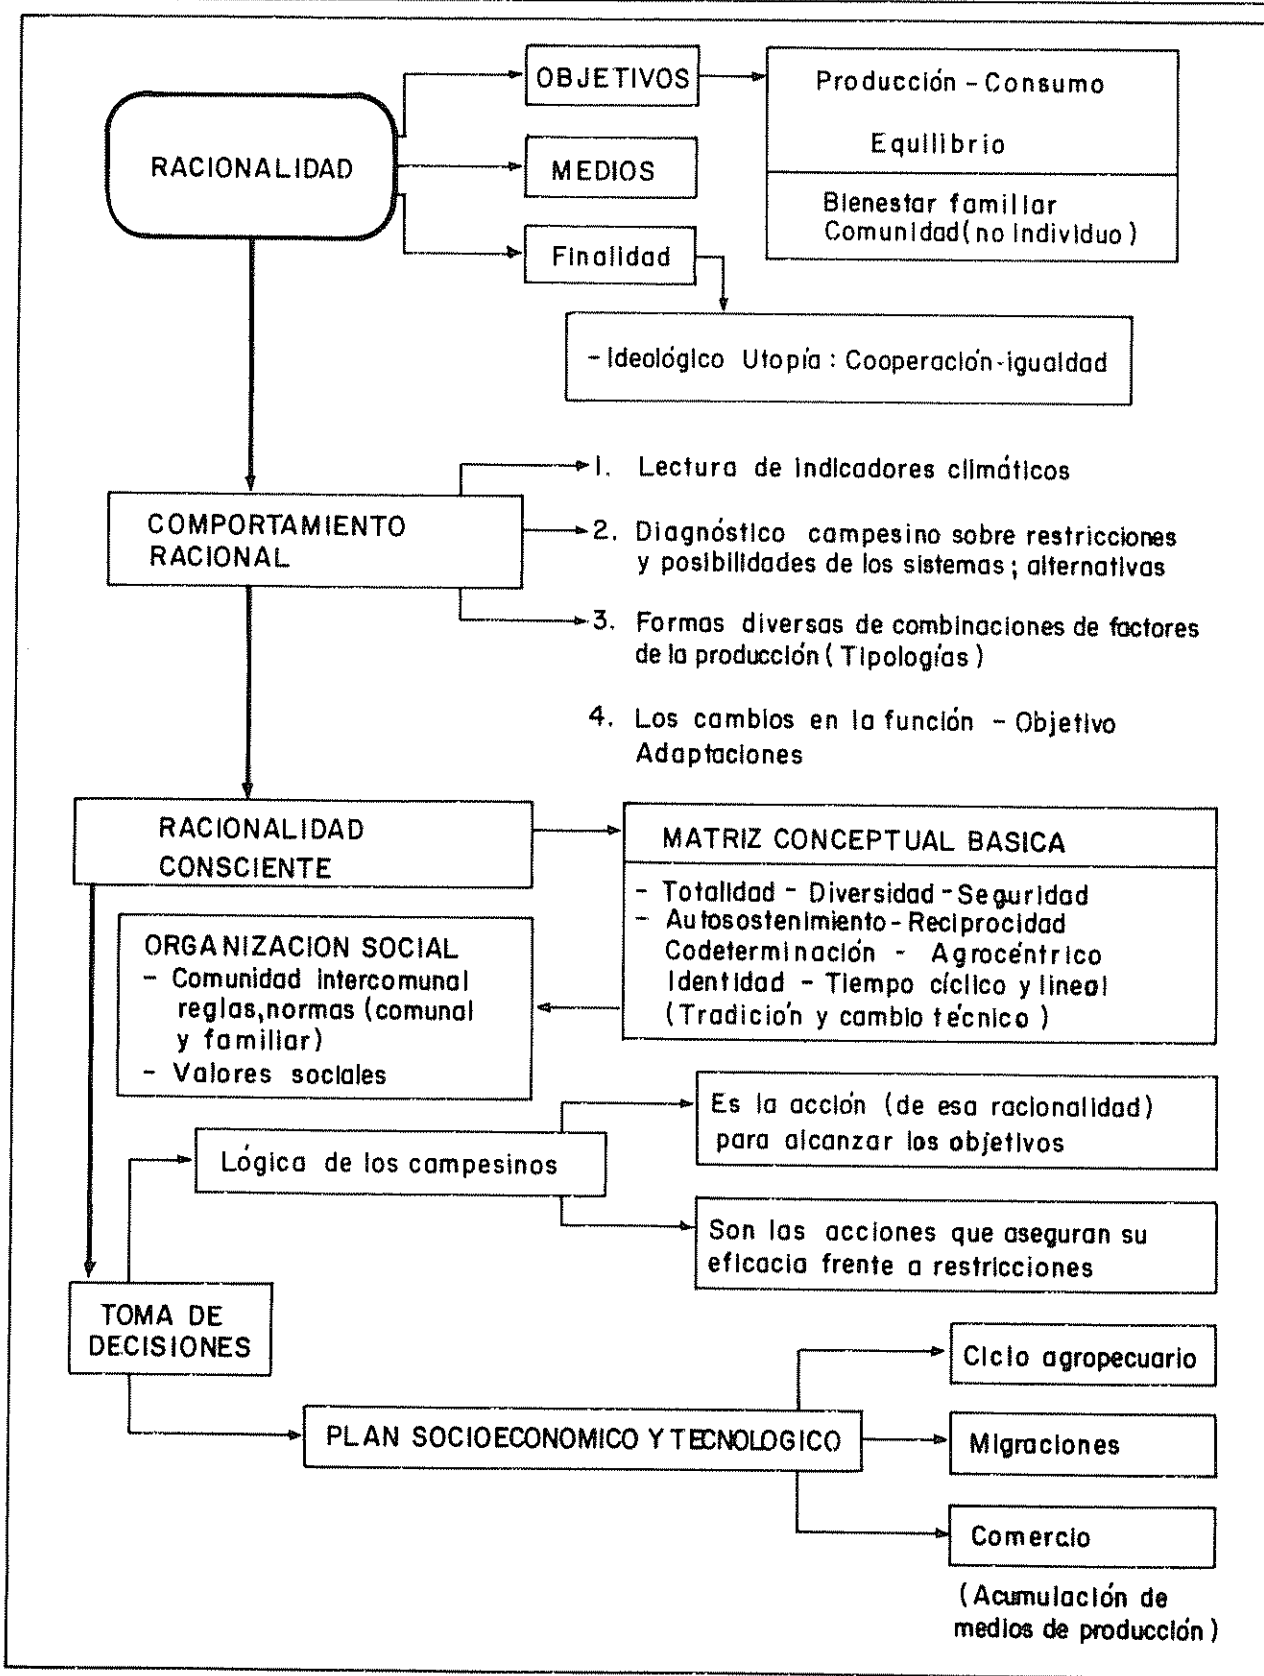 RACIONALIDAD
OBJETIVOS
Producción - Consumo
Equilibrio
Bienestar familiar
Comunidad (no individuo)
MEDIOS
Finalidad
- Ideológico Utopía : Cooperación-igualdad
COMPORTAMIENTO
RACIONAL
1. Lectura de indicadores climáticos
2. Diagnóstico campesino sobre restricciones
y posibilidades de los sistemas; alternativas
3. Formas diversas de combinaciones de factores
de la producción (Tipologías)
4. Los cambios en la función - Objetivo
Adaptaciones
RACIONALIDAD
CONSCIENTE
MATRIZ CONCEPTUAL BASICA
- Totalidad - Diversidad - Seguridad
- Autosostenimiento - Reciprocidad
Codeterminación - Agrocéntrico
Identidad - Tiempo cíclico y lineal
(Tradición y cambio técnico)
ORGANIZACION SOCIAL
- Comunidad intercomunal
reglas, normas (comunal
y familiar)
- Valores sociales
Lógica de los campesinos
Es la acción (de esa racionalidad)
para alcanzar los objetivos
Son las acciones que aseguran su
eficacia frente a restricciones
TOMA DE
DECISIONES
PLAN SOCIOECONOMICO Y TECNOLOGICO
Ciclo agropecuario
Migraciones
Comercio
(Acumulación de
medios de producción)